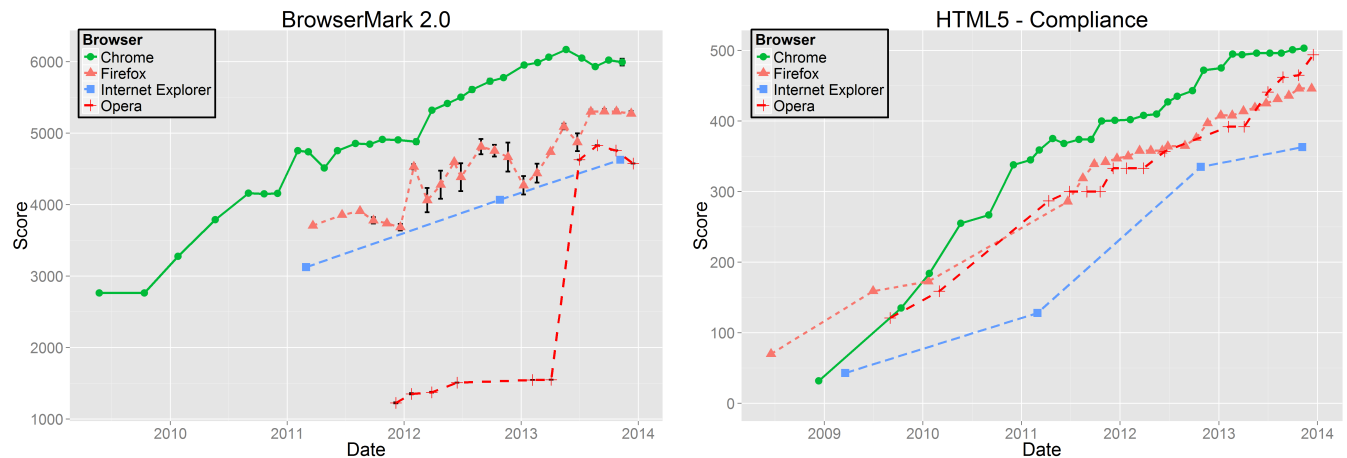 BrowserMark 2.0
Browser
Chrome
Firefox
Internet Explorer
Opera
6000
5000
4000
3000
2000
1000
Score
2010 2011 2012 2013 2014
Date
HTML5 - Compliance
Browser
Chrome
Firefox
Internet Explorer
Opera
500
400
300
200
100
0
Score
2009 2010 2011 2012 2013 2014
Date